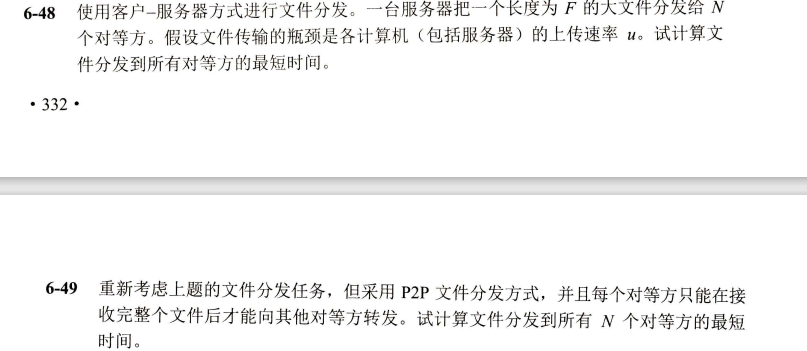 6-48 使用客户–服务器方式进行文件分发。一台服务器把一个长度为 F 的大文件分发给 N
个对等方。假设文件传输的瓶颈是各计算机（包括服务器）的上传速率 u。试计算文
件分发到所有对等方的最短时间。
• 332 •
6-49 重新考虑上题的文件分发任务，但采用 P2P 文件分发方式，并且每个对等方只能在接
收完整个文件后才能向其他对等方转发。试计算文件分发到所有 N 个对等方的最短
时间。